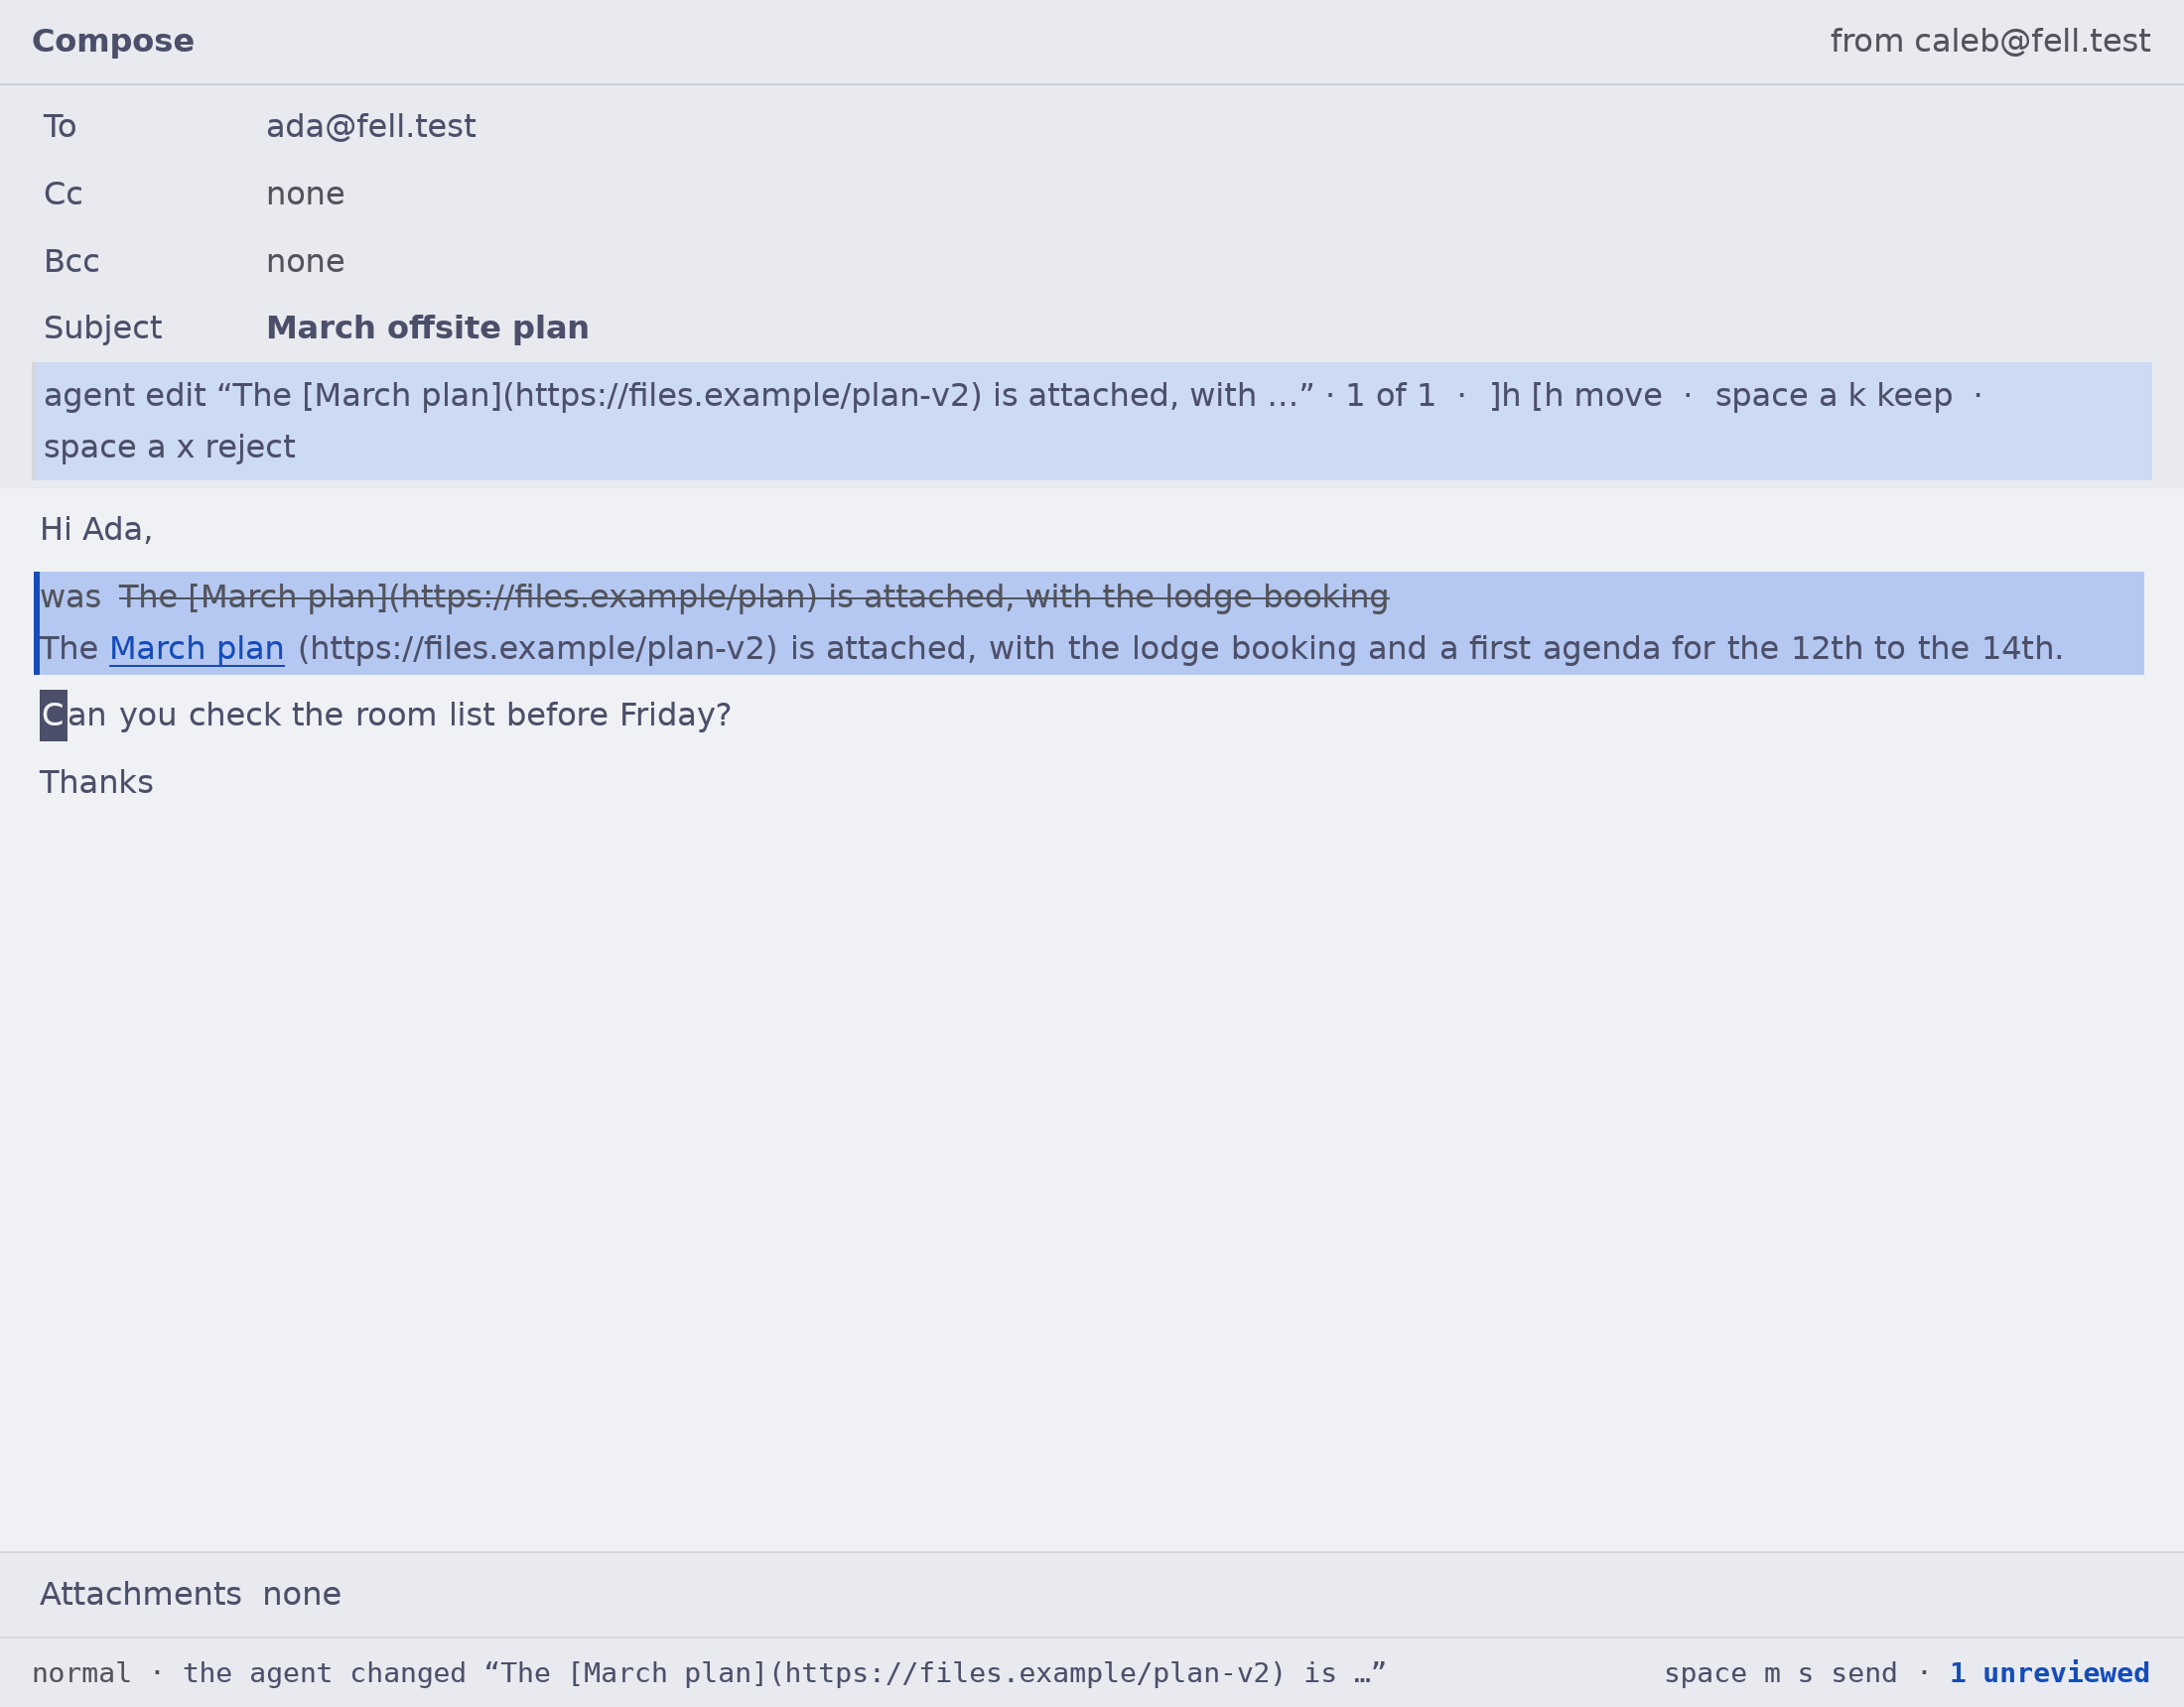 Compose from caleb@fell.test
To ada@fell.test
Cc none
Bcc none
Subject March offsite plan
agent edit “The [March plan](https://files.example/plan-v2) is attached, with …” · 1 of 1 · ]h [h move · space a k keep ·
space a x reject
Hi Ada,
was The [March plan](https://files.example/plan) is attached, with the lodge booking
The March plan (https://files.example/plan-v2) is attached, with the lodge booking and a first agenda for the 12th to the 14th.
Can you check the room list before Friday?
Thanks
Attachments none
normal · the agent changed “The [March plan](https://files.example/plan-v2) is …” space m s send · 1 unreviewed